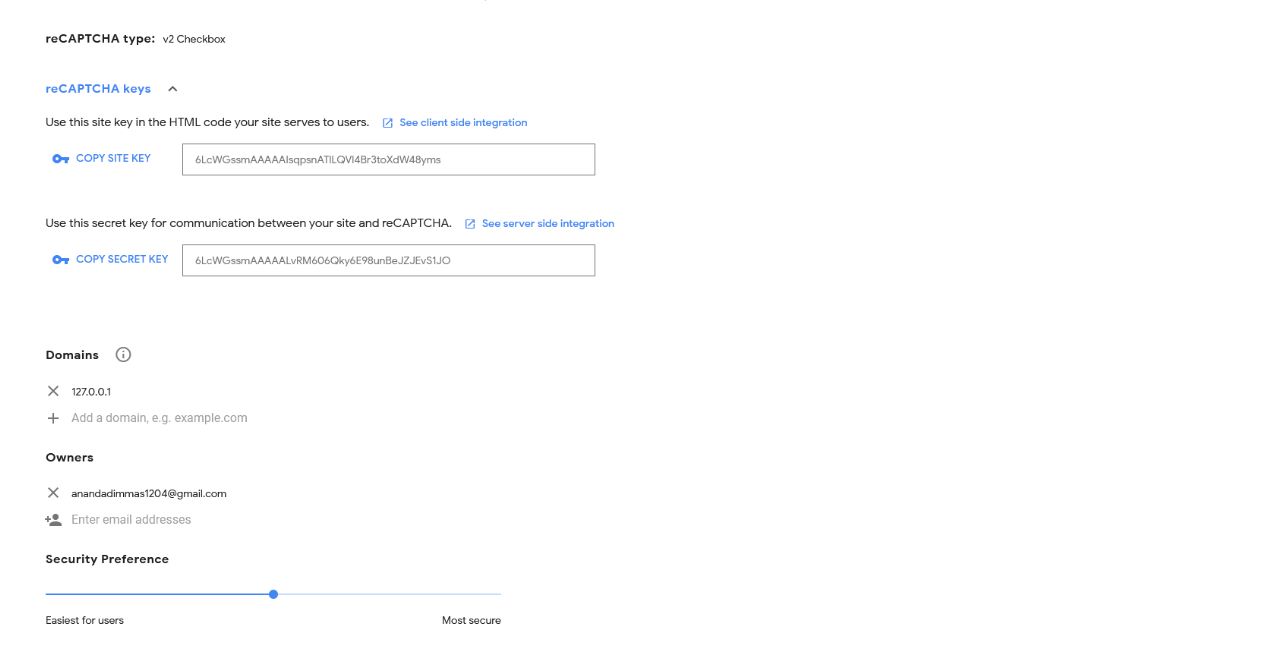 reCAPTCHA type: v2 Checkbox
reCAPTCHA keys
Use this site key in the HTML code your site serves to users. See client side integration
COPY SITE KEY 6LcWGssmAAAAAIsqpsnATlLQVI4Br3toXdW48yms
Use this secret key for communication between your site and reCAPTCHA. See server side integration
COPY SECRET KEY 6LcWGssmAAAAALvRM606Qky6E98unBeJZJEvS1JO
Domains
127.0.0.1
Add a domain, e.g. example.com
Owners
anandadimmas1204@gmail.com
Enter email addresses
Security Preference
Easiest for users Most secure